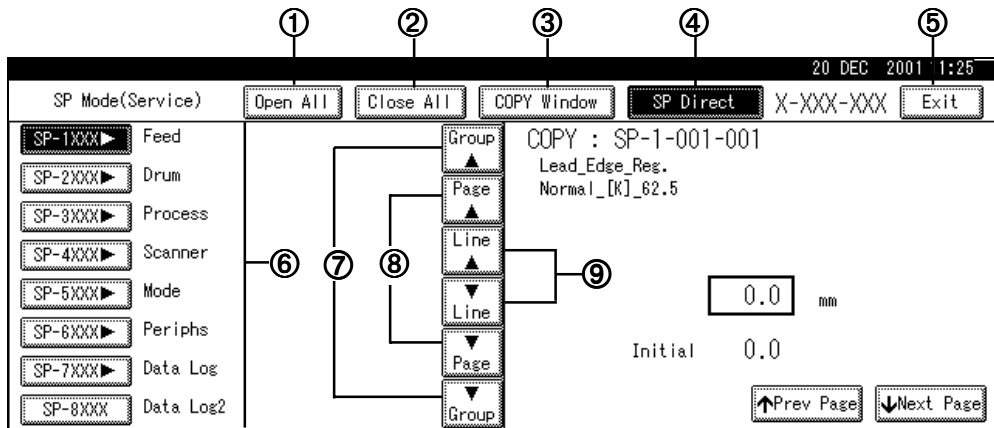 ① ② ③ ④ ⑤
20 DEC 2001 11:25
SP Mode(Service) Open All Close All COPY Window SP Direct X-XXX-XXX Exit
SP-1XXX▶ Feed
SP-2XXX▶ Drum
SP-3XXX▶ Process
SP-4XXX▶ Scanner
SP-5XXX▶ Mode
SP-6XXX▶ Periphs
SP-7XXX▶ Data Log
SP-8XXX Data Log2
⑥ ⑦ ⑧ ⑨
Group
▲
Page
▲
Line
▲
▼
Line
▼
Page
▼
Group
COPY : SP-1-001-001
Lead_Edge_Reg.
Normal_[K]_62.5
0.0 mm
Initial 0.0
↑Prev Page ↓Next Page